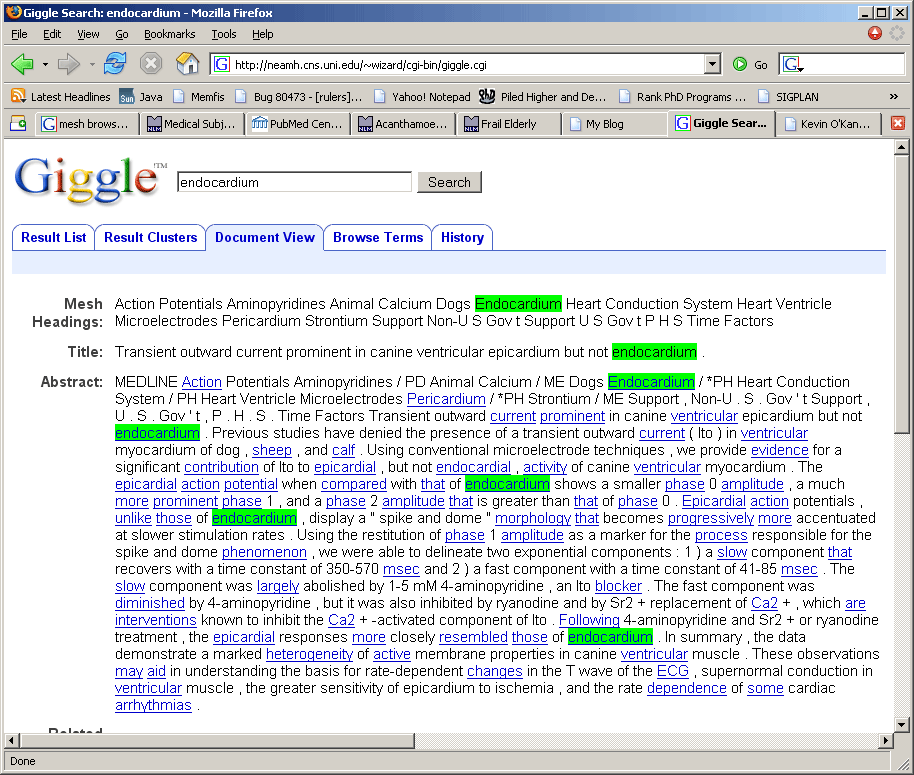 Giggle Search: endocardium - Mozilla Firefox
File Edit View Go Bookmarks Tools Help
http://neamh.cns.uni.edu/~wizard/cgi-bin/giggle.cgi Go
Latest Headlines Java Memfis Bug 80473 - [rulers]... Yahoo! Notepad Piled Higher and De... Rank PhD Programs ... SIGPLAN »
mesh brows... Medical Subj... PubMed Cen... Acanthamoe... Frail Elderly My Blog Giggle Sear... Kevin O'Kan...
Giggle™ endocardium Search
Result List Result Clusters Document View Browse Terms History
Mesh Headings: Action Potentials Aminopyridines Animal Calcium Dogs Endocardium Heart Conduction System Heart Ventricle
Microelectrodes Pericardium Strontium Support Non-U S Gov t Support U S Gov t P H S Time Factors
Title: Transient outward current prominent in canine ventricular epicardium but not endocardium .
Abstract: MEDLINE Action Potentials Aminopyridines / PD Animal Calcium / ME Dogs Endocardium / *PH Heart Conduction
System / PH Heart Ventricle Microelectrodes Pericardium / *PH Strontium / ME Support , Non-U . S . Gov ' t Support ,
U . S . Gov ' t , P . H . S . Time Factors Transient outward current prominent in canine ventricular epicardium but not
endocardium . Previous studies have denied the presence of a transient outward current ( Ito ) in ventricular
myocardium of dog , sheep , and calf . Using conventional microelectrode techniques , we provide evidence for a
significant contribution of Ito to epicardial , but not endocardial , activity of canine ventricular myocardium . The
epicardial action potential when compared with that of endocardium shows a smaller phase 0 amplitude , a much
more prominent phase 1 , and a phase 2 amplitude that is greater than that of phase 0 . Epicardial action potentials ,
unlike those of endocardium , display a " spike and dome " morphology that becomes progressively more accentuated
at slower stimulation rates . Using the restitution of phase 1 amplitude as a marker for the process responsible for the
spike and dome phenomenon , we were able to delineate two exponential components : 1 ) a slow component that
recovers with a time constant of 350-570 msec and 2 ) a fast component with a time constant of 41-85 msec . The
slow component was largely abolished by 1-5 mM 4-aminopyridine , an Ito blocker . The fast component was
diminished by 4-aminopyridine , but it was also inhibited by ryanodine and by Sr2 + replacement of Ca2 + , which are
interventions known to inhibit the Ca2 + -activated component of Ito . Following 4-aminopyridine and Sr2 + or ryanodine
treatment , the epicardial responses more closely resembled those of endocardium . In summary , the data
demonstrate a marked heterogeneity of active membrane properties in canine ventricular muscle . These observations
may aid in understanding the basis for rate-dependent changes in the T wave of the ECG , supernormal conduction in
ventricular muscle , the greater sensitivity of epicardium to ischemia , and the rate dependence of some cardiac
arrhythmias .
Related
Done